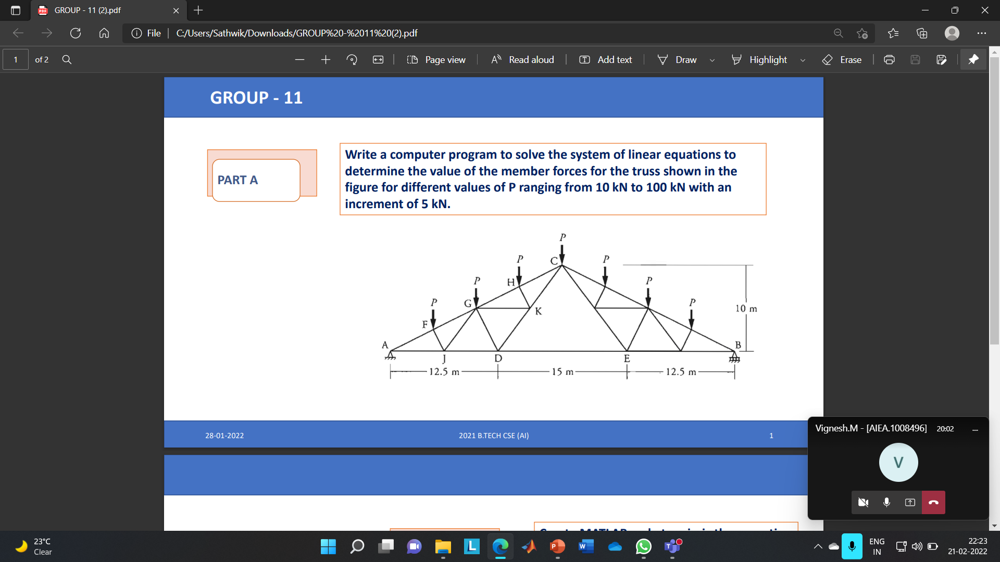 GROUP - 11 (2).pdf
File
C:/Users/Sathwik/Downloads/GROUP%20-%2011%20(2).pdf
1
of 2
Page view
Read aloud
Add text
Draw
Highlight
Erase
GROUP - 11
PART A
Write a computer program to solve the system of linear equations to
determine the value of the member forces for the truss shown in the
figure for different values of P ranging from 10 kN to 100 kN with an
increment of 5 kN.
P
P
C
P
P
H
P
P
G
P
10 m
F
K
A
B
J
D
E
12.5 m
15 m
12.5 m
28-01-2022
2021 B.TECH CSE (AI)
1
Vignesh.M - [AIEA.1008496]
20:02
V
23°C
Clear
ENG
IN
22:23
21-02-2022